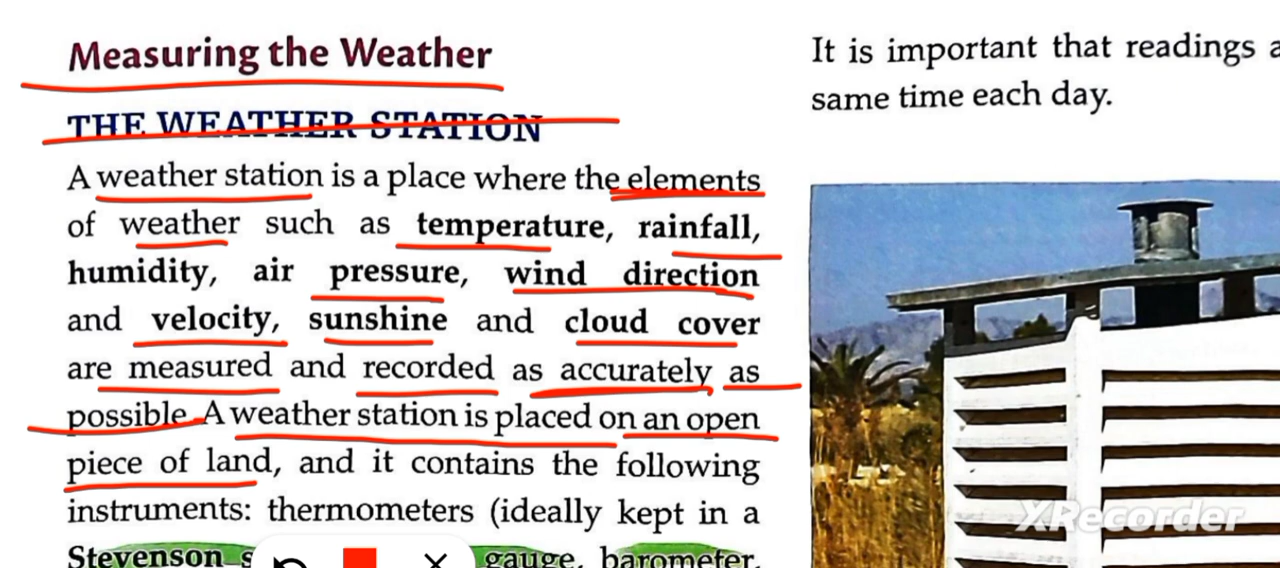 Measuring the Weather
THE WEATHER STATION
A weather station is a place where the elements
of weather such as temperature, rainfall,
humidity, air pressure, wind direction
and velocity, sunshine and cloud cover
are measured and recorded as accurately as
possible. A weather station is placed on an open
piece of land, and it contains the following
instruments: thermometers (ideally kept in a
Stevenson gauge, barometer,
It is important that readings
same time each day.
XRecorder